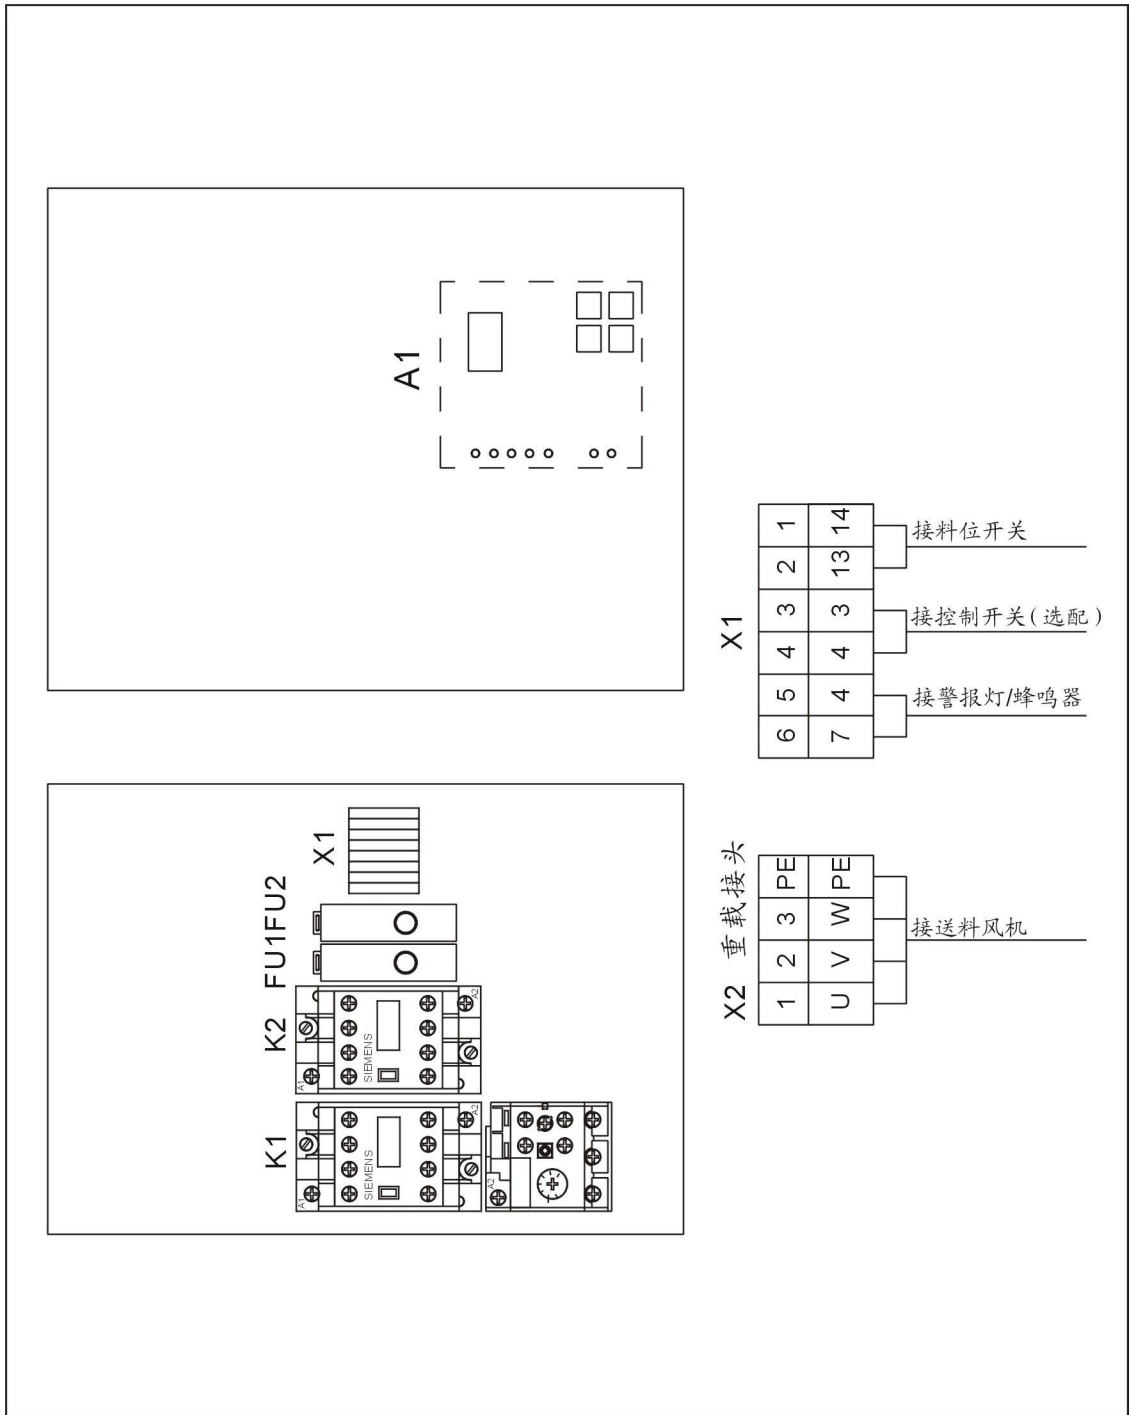 A1
X1
1 2 3 4 5 6
14 13 3 4 4 7
接料位开关
接控制开关(选配)
接警报灯/蜂鸣器
X1
FU1FU2
K2
K1
A1
A2
SIEMENS
A1
A2
SIEMENS
A2
X2 重载接头
1 2 3 PE
U V W PE
接送料风机